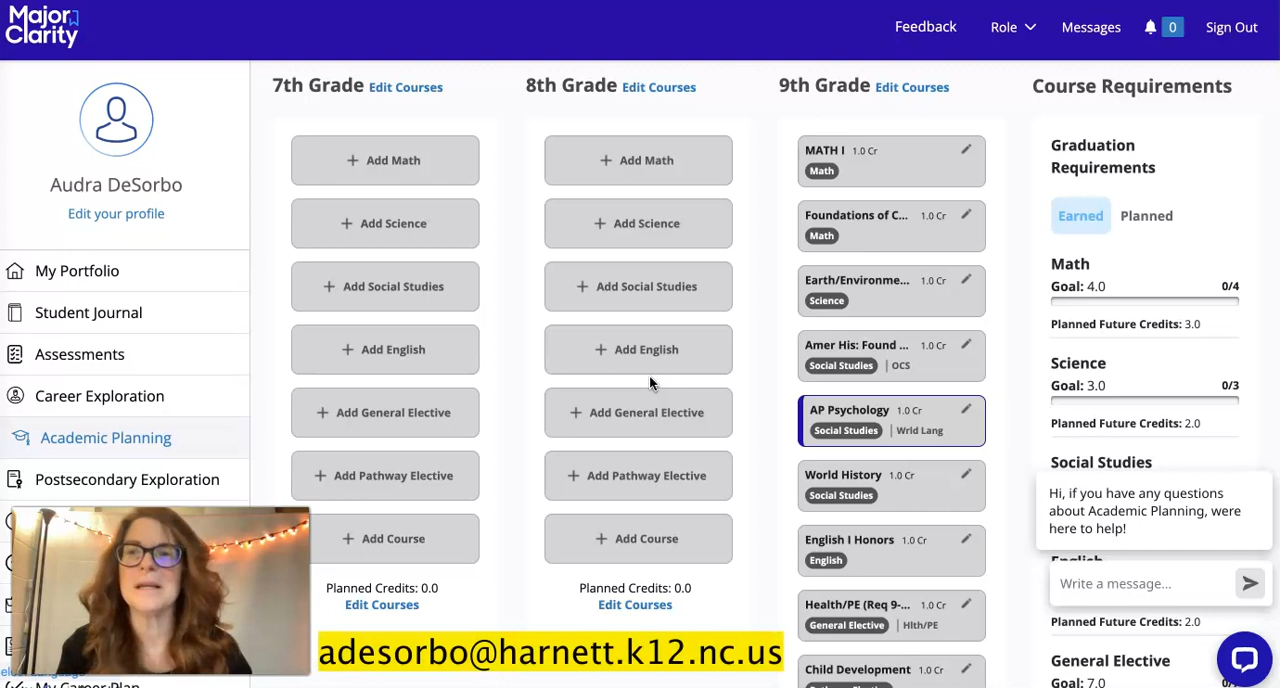 Major
Clarity
Feedback
Role
Messages
0
Sign Out
Audra DeSorbo
Edit your profile
My Portfolio
Student Journal
Assessments
Career Exploration
Academic Planning
Postsecondary Exploration
My Career Plan
7th Grade Edit Courses
+ Add Math
+ Add Science
+ Add Social Studies
+ Add English
+ Add General Elective
+ Add Pathway Elective
+ Add Course
Planned Credits: 0.0
Edit Courses
8th Grade Edit Courses
+ Add Math
+ Add Science
+ Add Social Studies
+ Add English
+ Add General Elective
+ Add Pathway Elective
+ Add Course
Planned Credits: 0.0
Edit Courses
9th Grade Edit Courses
MATH I 1.0 Cr
Math
Foundations of C... 1.0 Cr
Math
Earth/Environme... 1.0 Cr
Science
Amer His: Found ... 1.0 Cr
Social Studies | OCS
AP Psychology 1.0 Cr
Social Studies | Wrld Lang
World History 1.0 Cr
Social Studies
English I Honors 1.0 Cr
English
Health/PE (Req 9-... 1.0 Cr
General Elective | Hlth/PE
Child Development 1.0 Cr
Course Requirements
Graduation
Requirements
Earned Planned
Math
Goal: 4.0 0/4
Planned Future Credits: 3.0
Science
Goal: 3.0 0/3
Planned Future Credits: 2.0
Social Studies
Hi, if you have any questions
about Academic Planning, were
here to help!
English
Write a message...
Planned Future Credits: 2.0
General Elective
Goal: 7.0
adesorbo@harnett.k12.nc.us